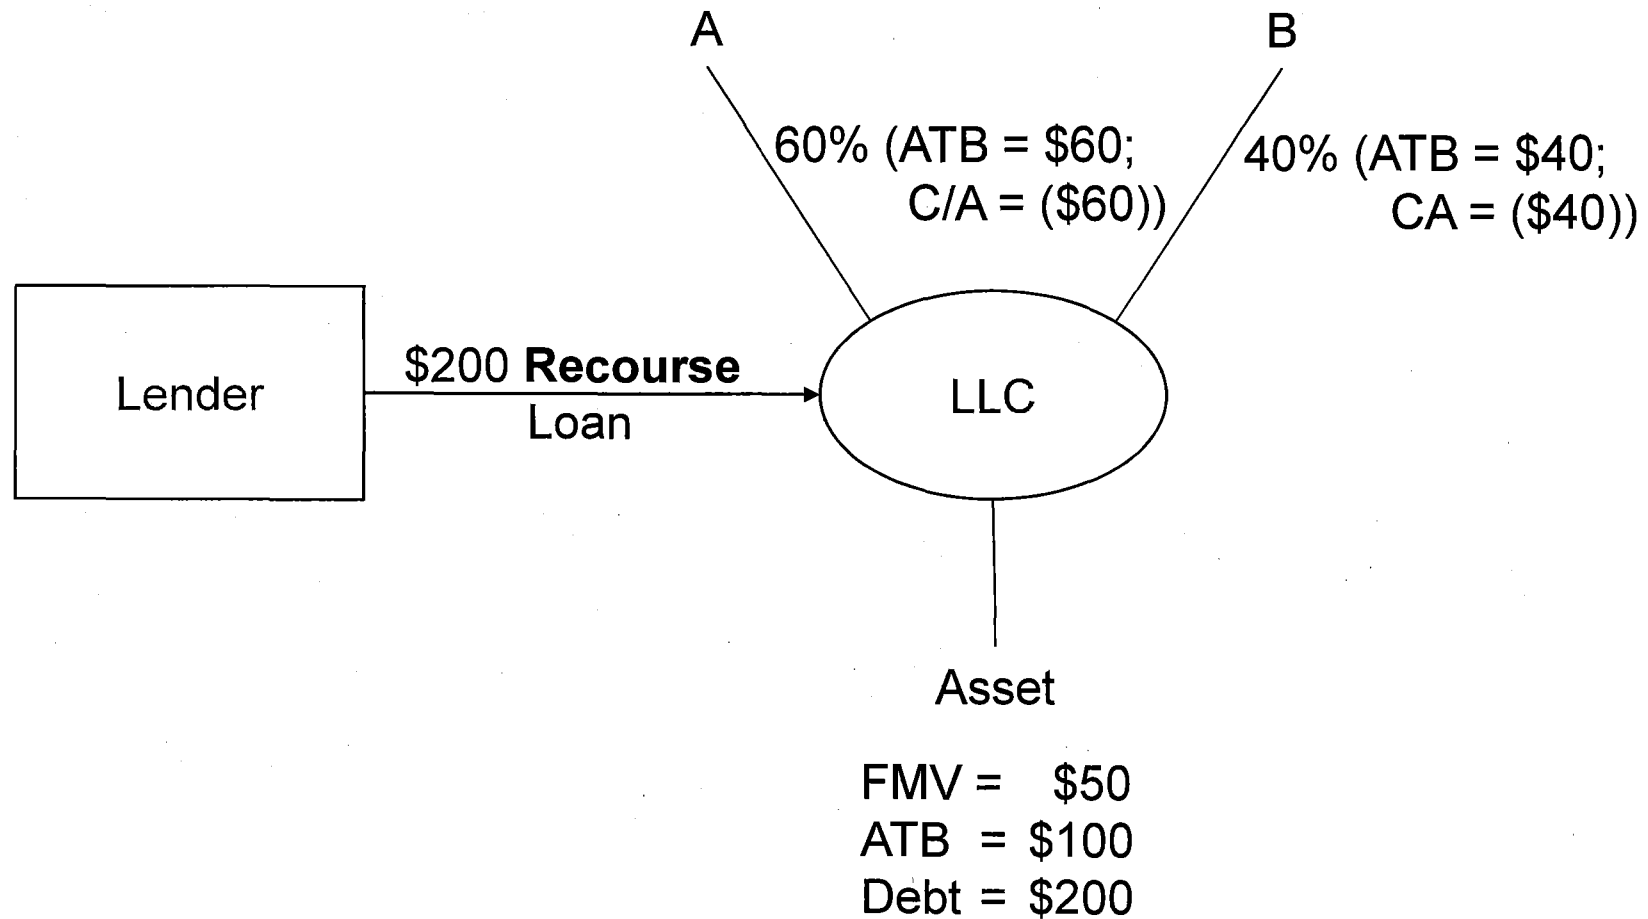 A
B
60% (ATB = $60;
C/A = ($60))
40% (ATB = $40;
CA = ($40))
$200 Recourse
Loan
Lender
LLC
Asset
FMV = $50
ATB = $100
Debt = $200